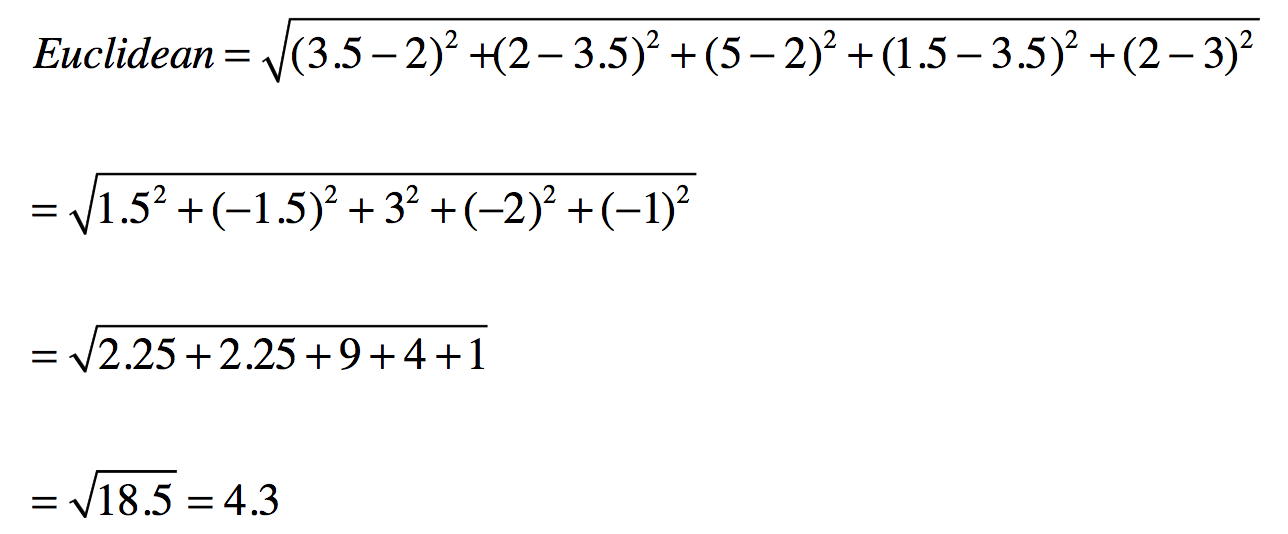 Euclidean = √(3.5 – 2)² +(2 – 3.5)² + (5 – 2)² + (1.5 – 3.5)² + (2 – 3)²
= √1.5² + (–1.5)² + 3² + (–2)² + (–1)²
= √2.25 + 2.25 + 9 + 4 + 1
= √18.5 = 4.3